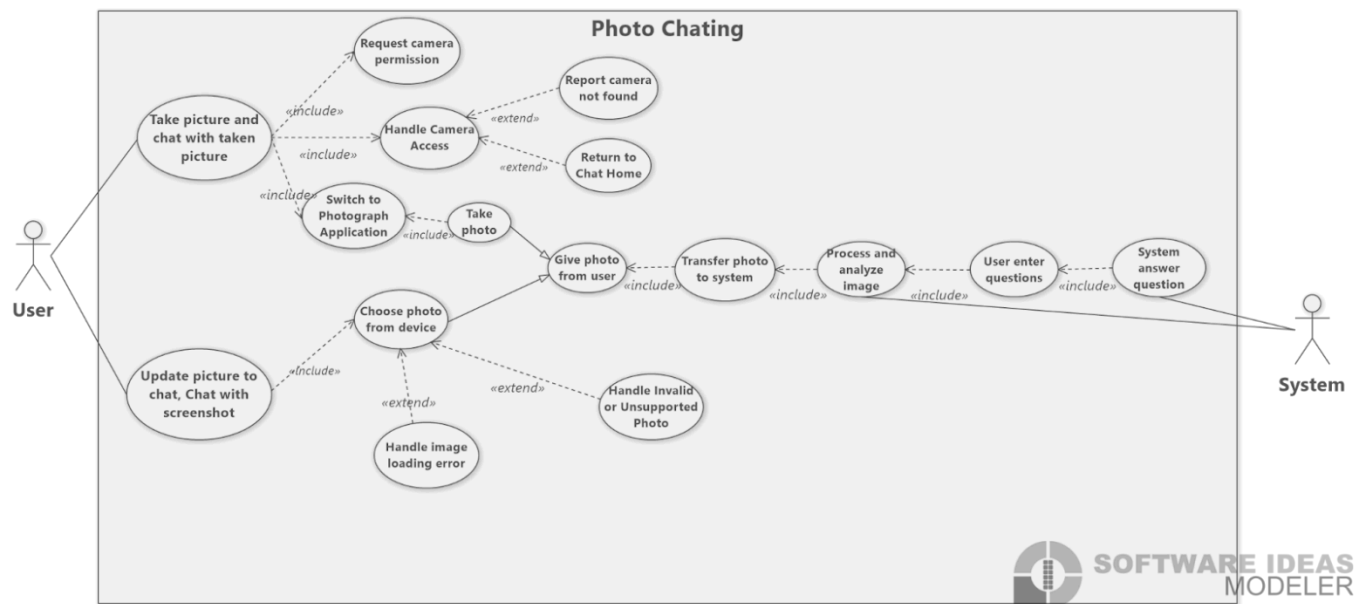 Photo Chating
Request camera
permission
Report camera
not found
«include»
Take picture and
chat with taken
picture
«extend»
Handle Camera
Access
«include»
Return to
Chat Home
«extend»
«include»
Switch to
Photograph
Application
Take
photo
«include»
Give photo
from user
Transfer photo
to system
Process and
analyze
image
User enter
questions
System
answer
question
«include»
«include»
«include»
«include»
User
Choose photo
from device
«include»
Update picture to
chat, Chat with
screenshot
«extend»
Handle Invalid
or Unsupported
Photo
«extend»
Handle image
loading error
System
SOFTWARE IDEAS
MODELER